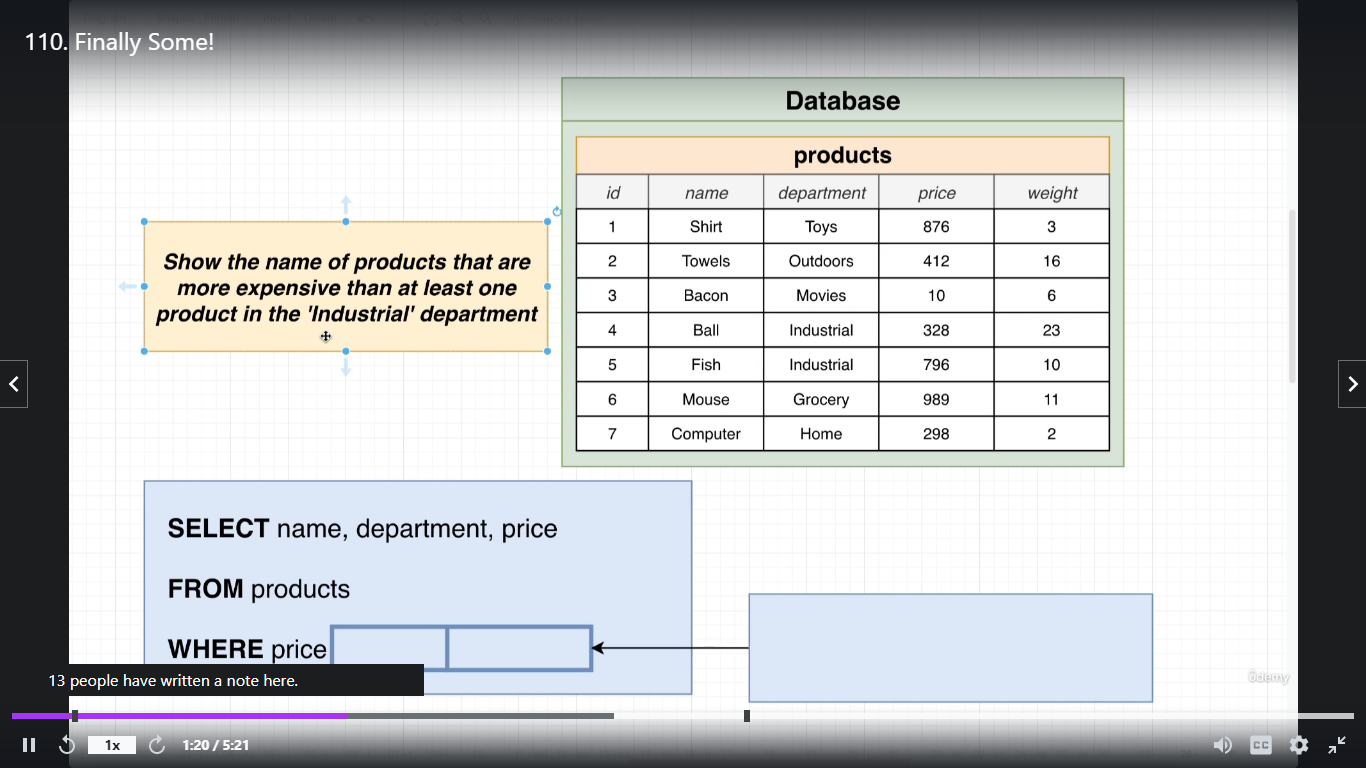 110. Finally Some!
Database
products
id name department price weight
1 Shirt Toys 876 3
2 Towels Outdoors 412 16
3 Bacon Movies 10 6
4 Ball Industrial 328 23
5 Fish Industrial 796 10
6 Mouse Grocery 989 11
7 Computer Home 298 2
Show the name of products that are
more expensive than at least one
product in the 'Industrial' department
SELECT name, department, price
FROM products
WHERE price
13 people have written a note here.
ûdemy
1x
1:20 / 5:21
CC